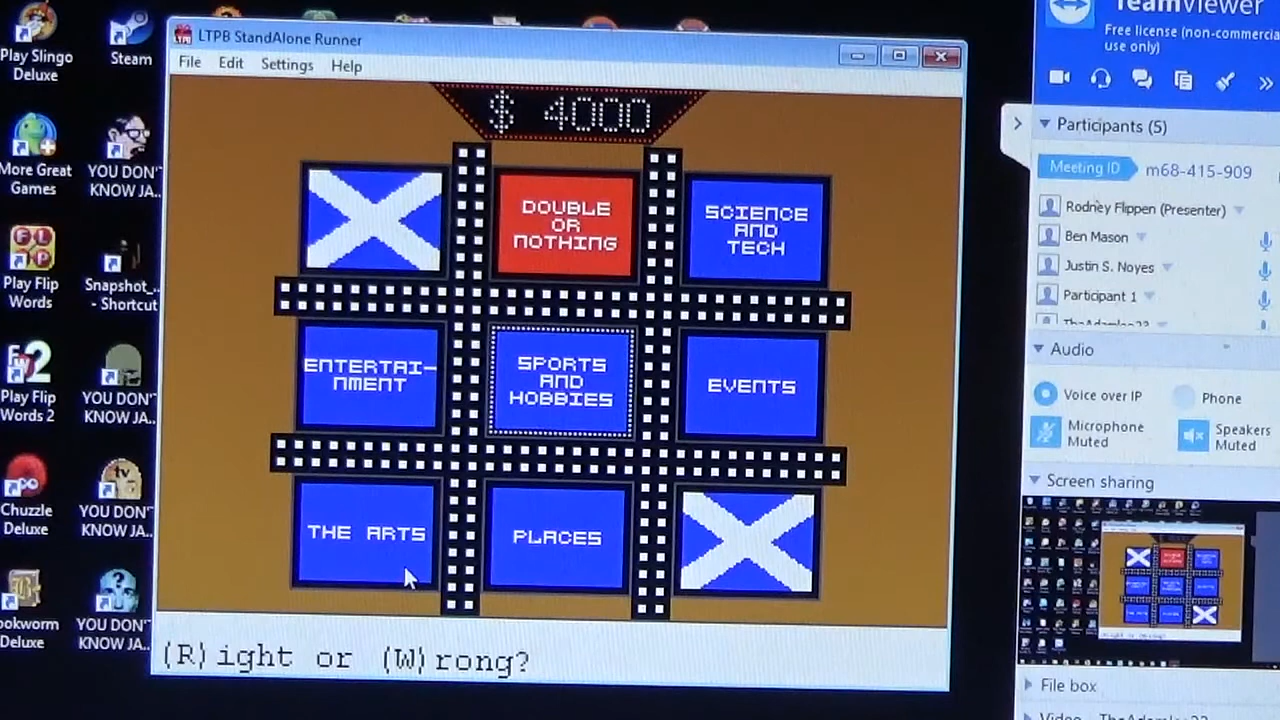 Play Slingo
Deluxe
Steam
More Great
Games
YOU DON'T
KNOW JA...
Play Flip
Words
Snapshot_...
- Shortcut
Play Flip
Words 2
YOU DON'T
KNOW JA...
Chuzzle
Deluxe
YOU DON'T
KNOW JA...
ookworm
Deluxe
YOU DON'T
KNOW JA...
LTPB StandAlone Runner
File Edit Settings Help
$ 4000
DOUBLE
OR
NOTHING
SCIENCE
AND
TECH
ENTERTAI-
NMENT
SPORTS
AND
HOBBIES
EVENTS
THE ARTS
PLACES
(R)ight or (W)rong?
TeamViewer
Free license (non-commercia
use only)
Participants (5)
Meeting ID m68-415-909
Rodney Flippen (Presenter)
Ben Mason
Justin S. Noyes
Participant 1
Audio
Voice over IP
Phone
Microphone
Muted
Speakers
Muted
Screen sharing
File box